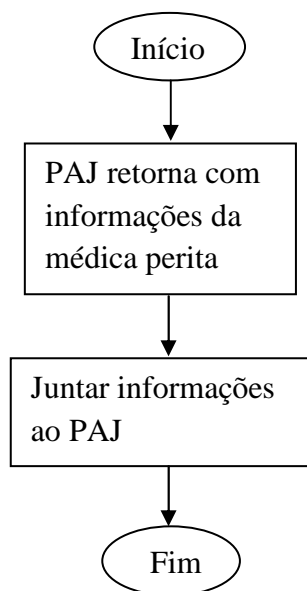 Início
PAJ retorna com
informações da
médica perita
Juntar informações
ao PAJ
Fim